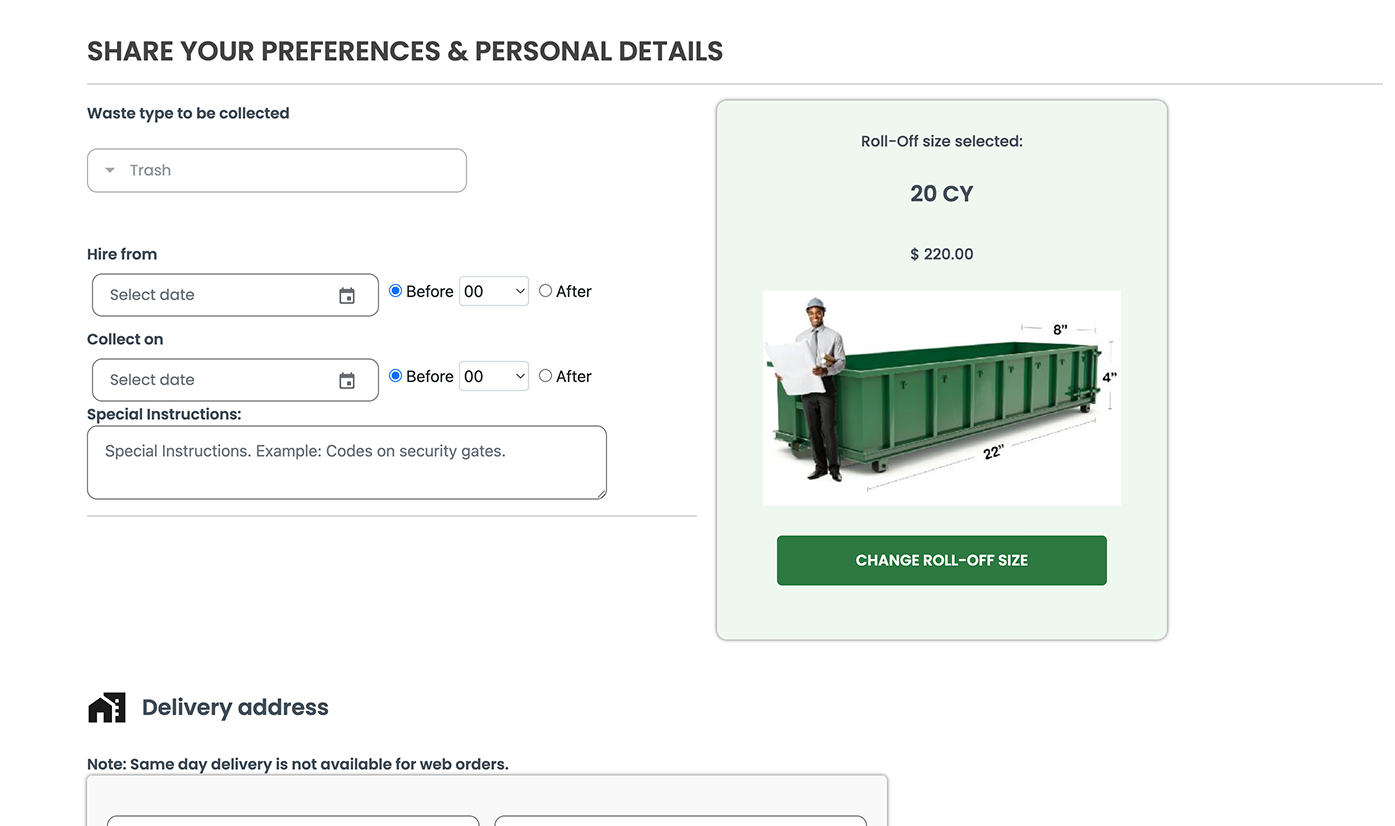 SHARE YOUR PREFERENCES & PERSONAL DETAILS
Waste type to be collected
Trash
Hire from
Select date
Before 00 After
Collect on
Select date
Before 00 After
Special Instructions:
Special Instructions. Example: Codes on security gates.
Roll-Off size selected:
20 CY
$ 220.00
8”
4”
22”
CHANGE ROLL-OFF SIZE
Delivery address
Note: Same day delivery is not available for web orders.